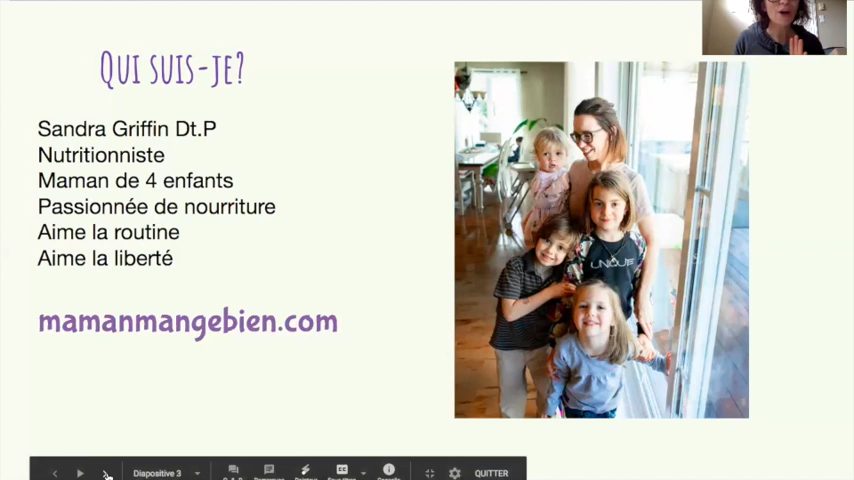 QUI SUIS-JE?
Sandra Griffin Dt.P
Nutritionniste
Maman de 4 enfants
Passionnée de nourriture
Aime la routine
Aime la liberté
mamanmangebien.com
UNIQUE
Diapositive 3
QUITTER